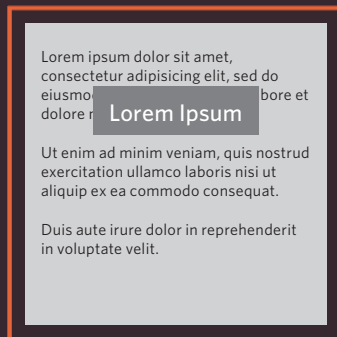 Lorem ipsum dolor sit amet,
consectetur adipisicing elit, sed do
bore et
dolore
Lorem Ipsum
Ut enim ad minim veniam, quis nostrud
exercitation ullamco laboris nisi ut
aliquip ex ea commodo consequat.
Duis aute irure dolor in reprehenderit
in voluptate velit.